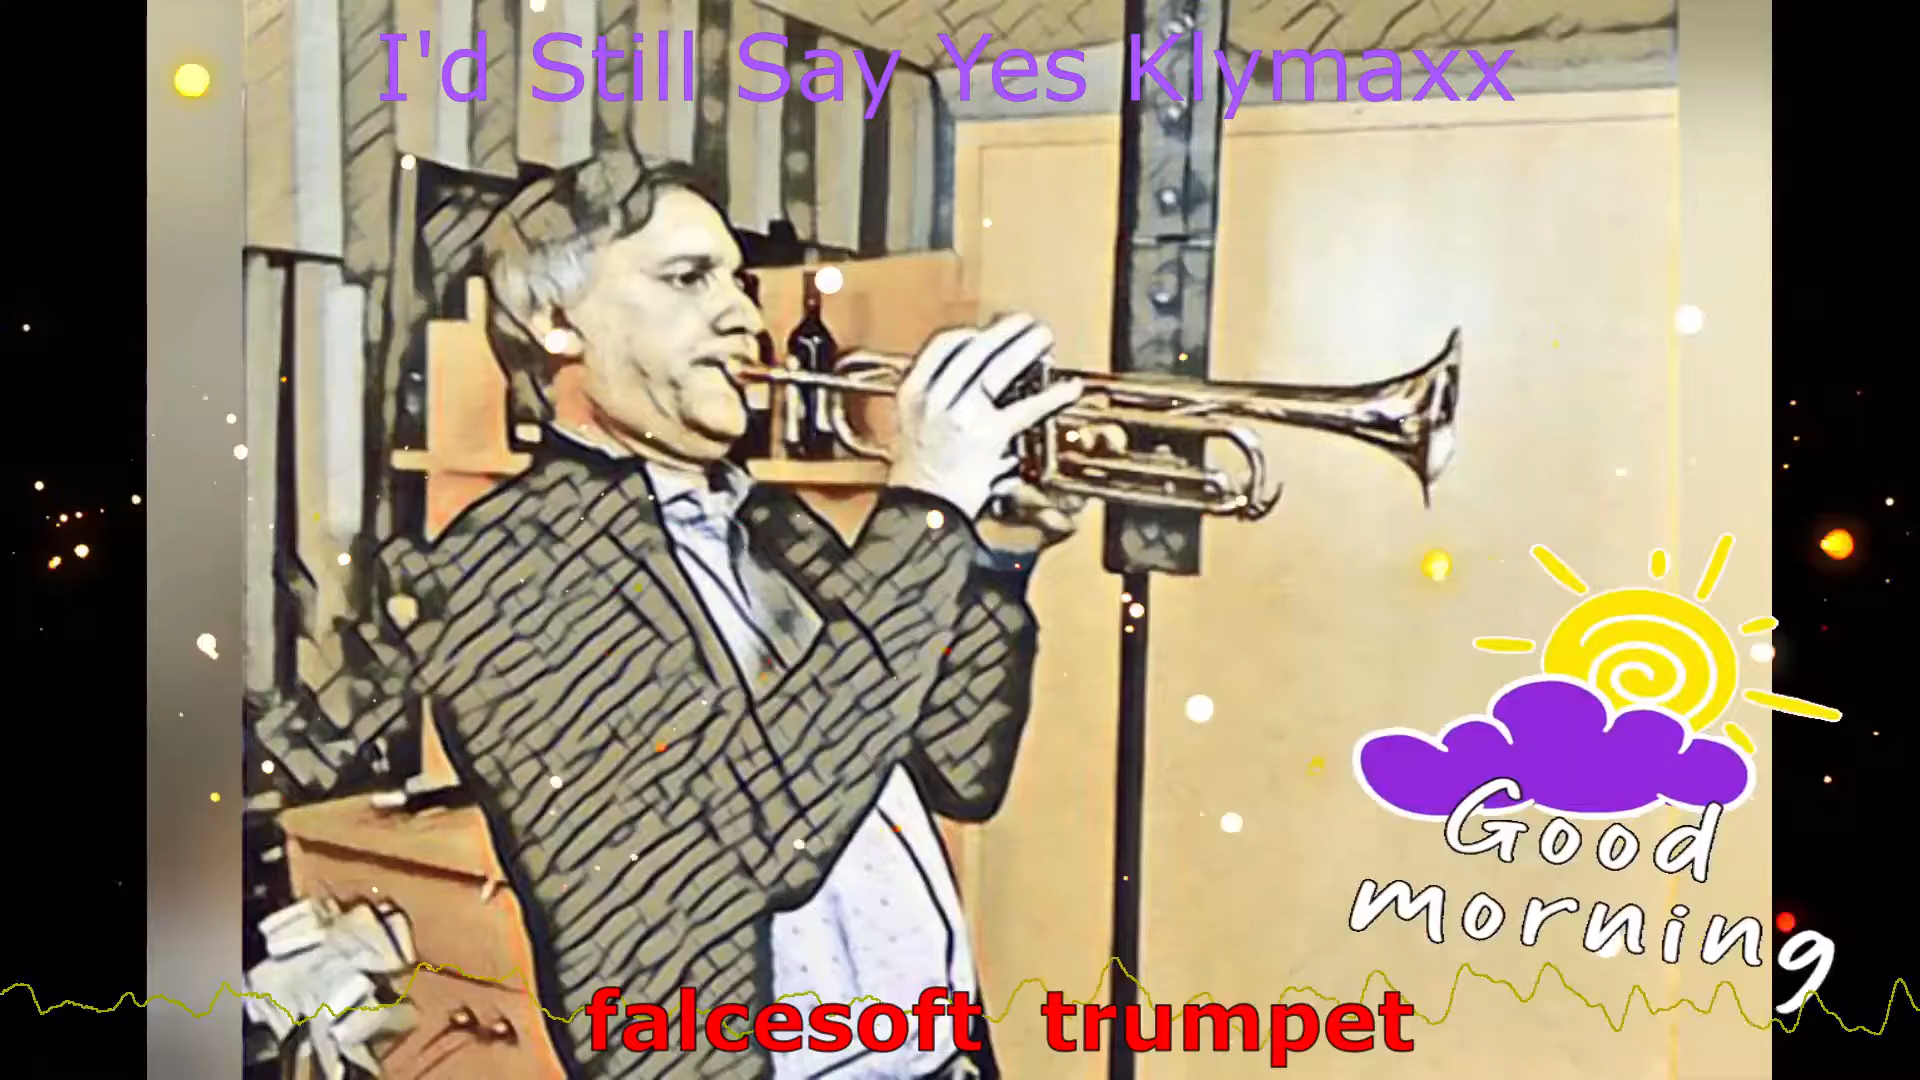 I'd Still Say Yes Klymaxx
Good
morning
falcesoft trumpet